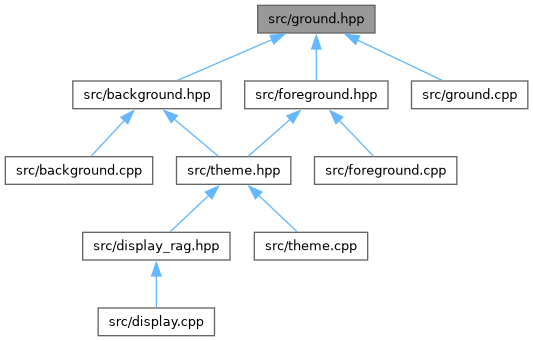 src/ground.hpp
src/background.hpp
src/foreground.hpp
src/ground.cpp
src/background.cpp
src/theme.hpp
src/foreground.cpp
src/display_rag.hpp
src/theme.cpp
src/display.cpp